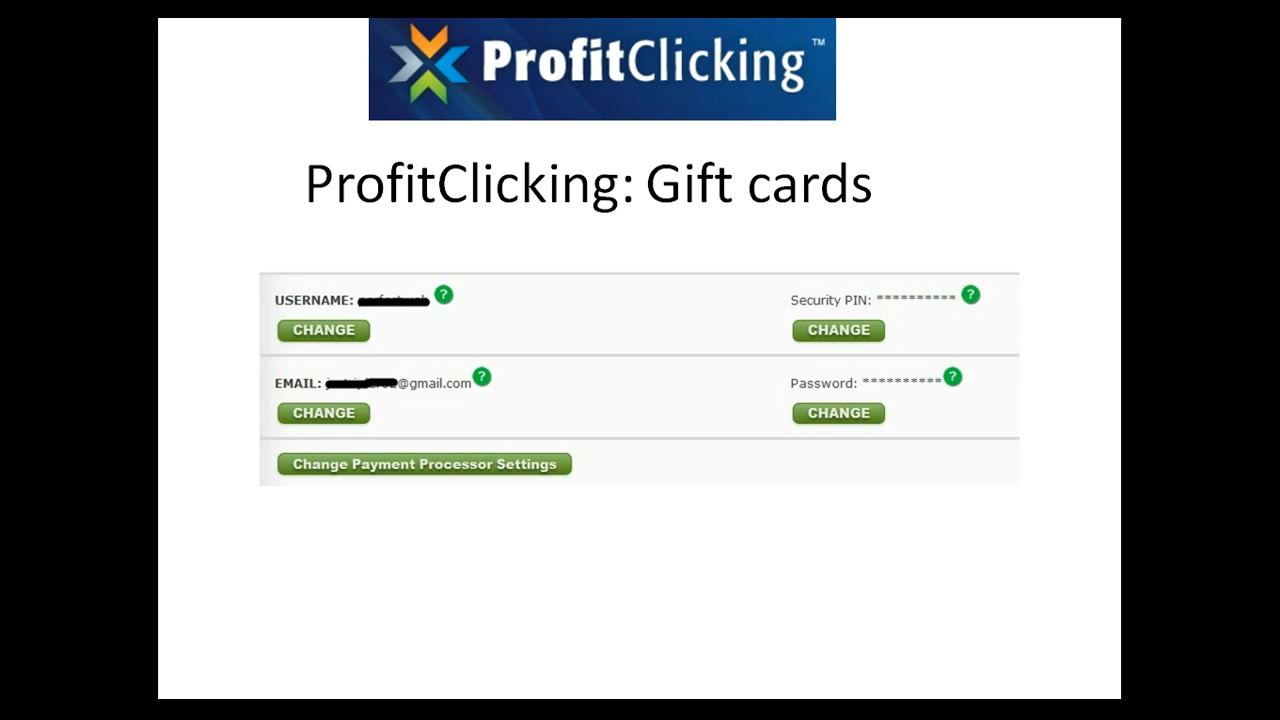 ProfitClicking™
ProfitClicking: Gift cards
USERNAME: ?
Security PIN: ********** ?
CHANGE
CHANGE
EMAIL: @gmail.com ?
Password: ********** ?
CHANGE
CHANGE
Change Payment Processor Settings